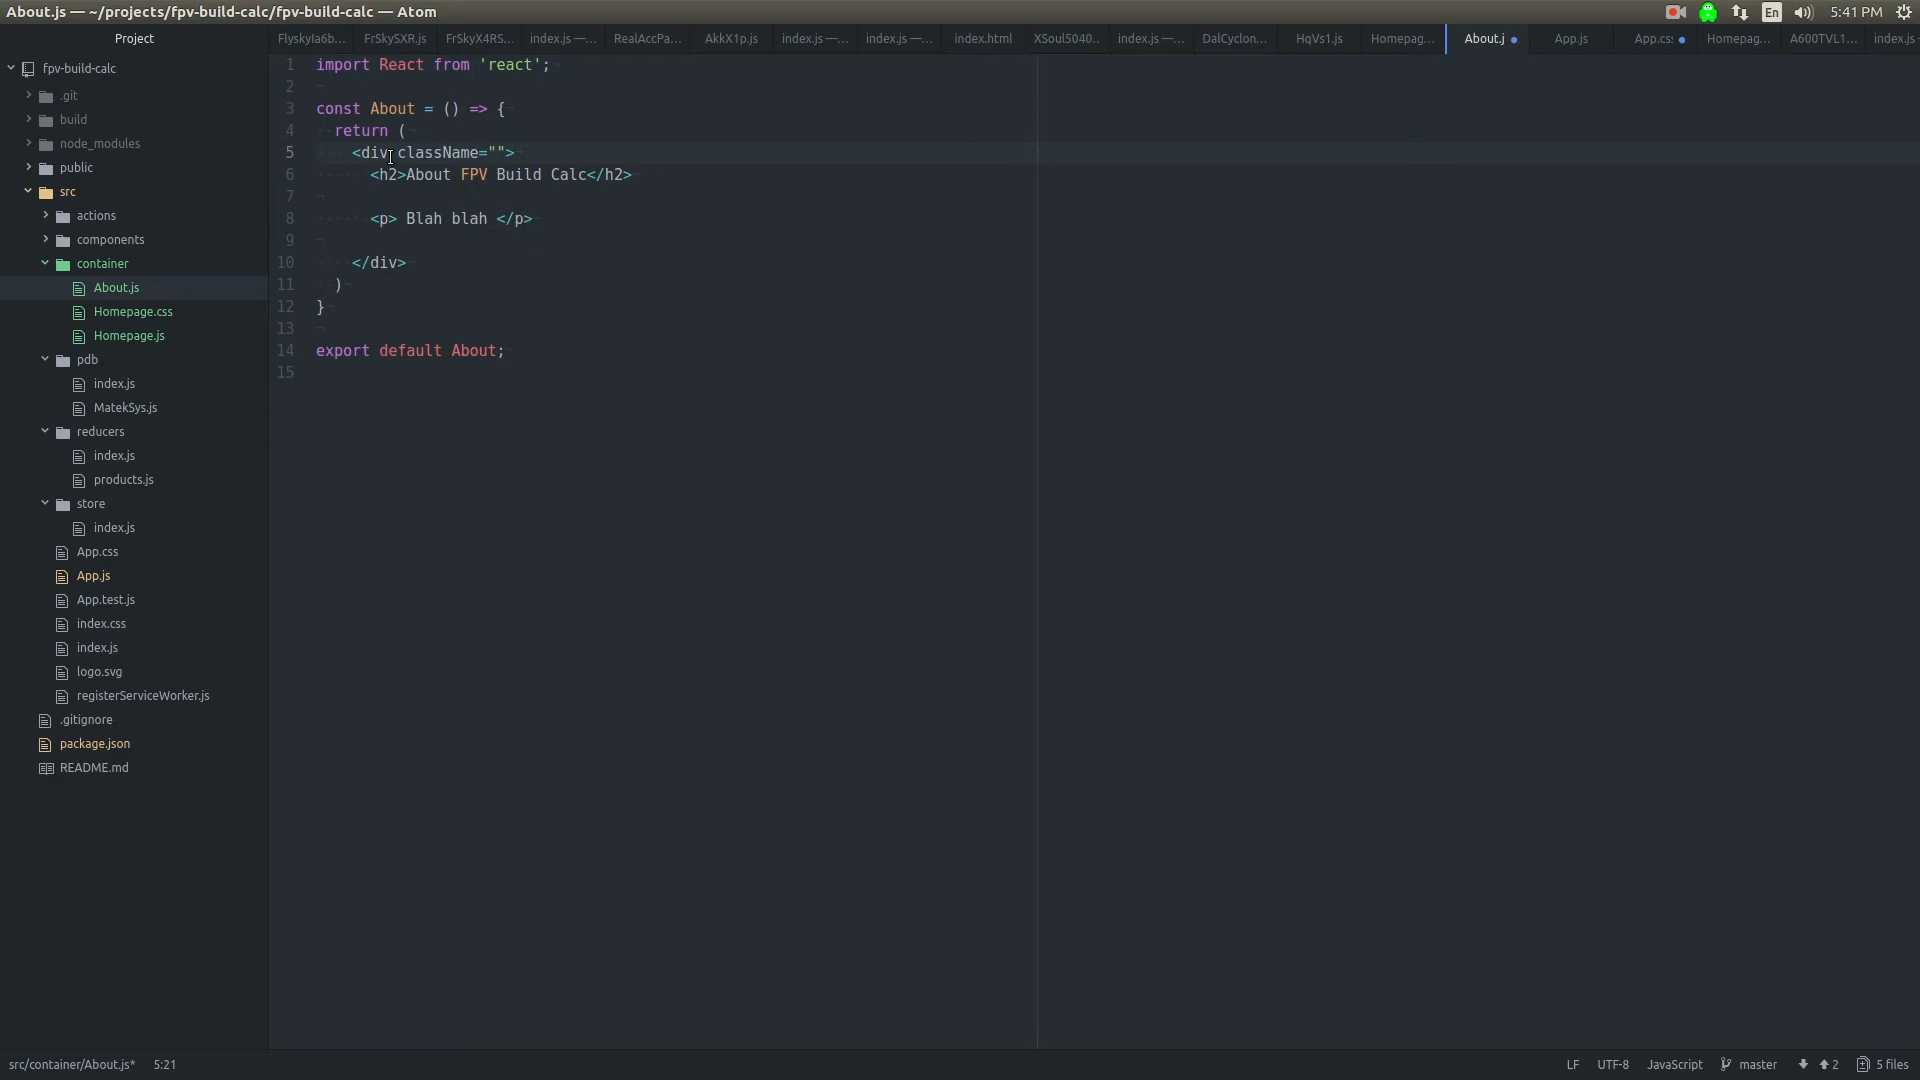 About.js — ~/projects/fpv-build-calc/fpv-build-calc — Atom
En
5:41 PM
Project
FlyskyIa6b...
FrSkySXR.js
FrSkyX4RS...
index.js —...
RealAccPa...
AkkX1p.js
index.js —...
index.js —...
index.html
XSoul5040..
index.js —...
DalCyclon...
HqVs1.js
Homepag...
About.j
App.js
App.cs
Homepag...
A600TVL1...
index.js
fpv-build-calc
.git
build
node_modules
public
src
actions
components
container
About.js
Homepage.css
Homepage.js
pdb
index.js
MatekSys.js
reducers
index.js
products.js
store
index.js
App.css
App.js
App.test.js
index.css
index.js
logo.svg
registerServiceWorker.js
.gitignore
package.json
README.md
1 import React from 'react';
2
3 const About = () => {
4 return (
5 <div className="">
6 <h2>About FPV Build Calc</h2>
7
8 <p> Blah blah </p>
9
10 </div>
11 )
12 }
13
14 export default About;
15
src/container/About.js* 5:21
LF UTF-8 JavaScript master 2 5 files